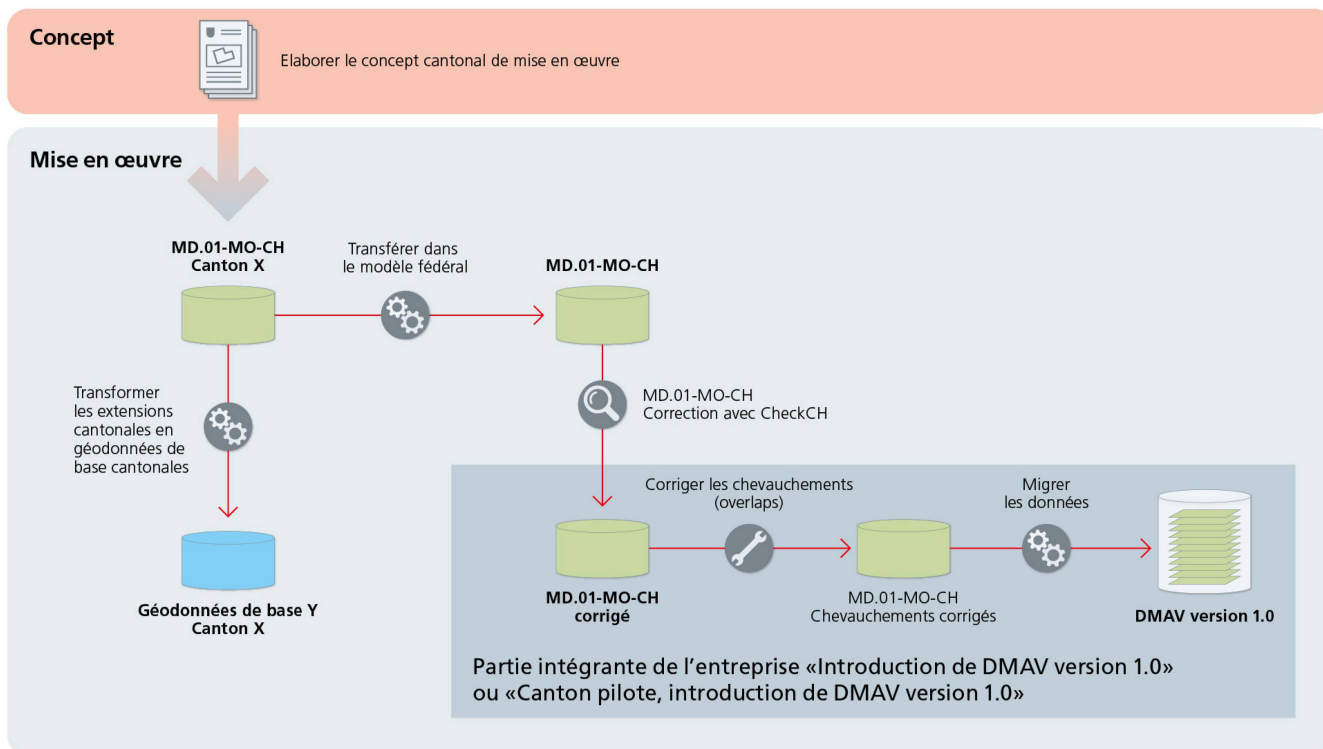 Concept
Elaborer le concept cantonal de mise en œuvre
Mise en œuvre
MD.01-MO-CH
Canton X
Transférer dans
le modèle fédéral
MD.01-MO-CH
Transformer
les extensions
cantonales en
géodonnées de
base cantonales
MD.01-MO-CH
Correction avec CheckCH
Corriger les chevauchements
(overlaps)
Migrer
les données
Géodonnées de base Y
Canton X
MD.01-MO-CH
corrigé
MD.01-MO-CH
Chevauchements corrigés
DMAV version 1.0
Partie intégrante de l’entreprise «Introduction de DMAV version 1.0»
ou «Canton pilote, introduction de DMAV version 1.0»